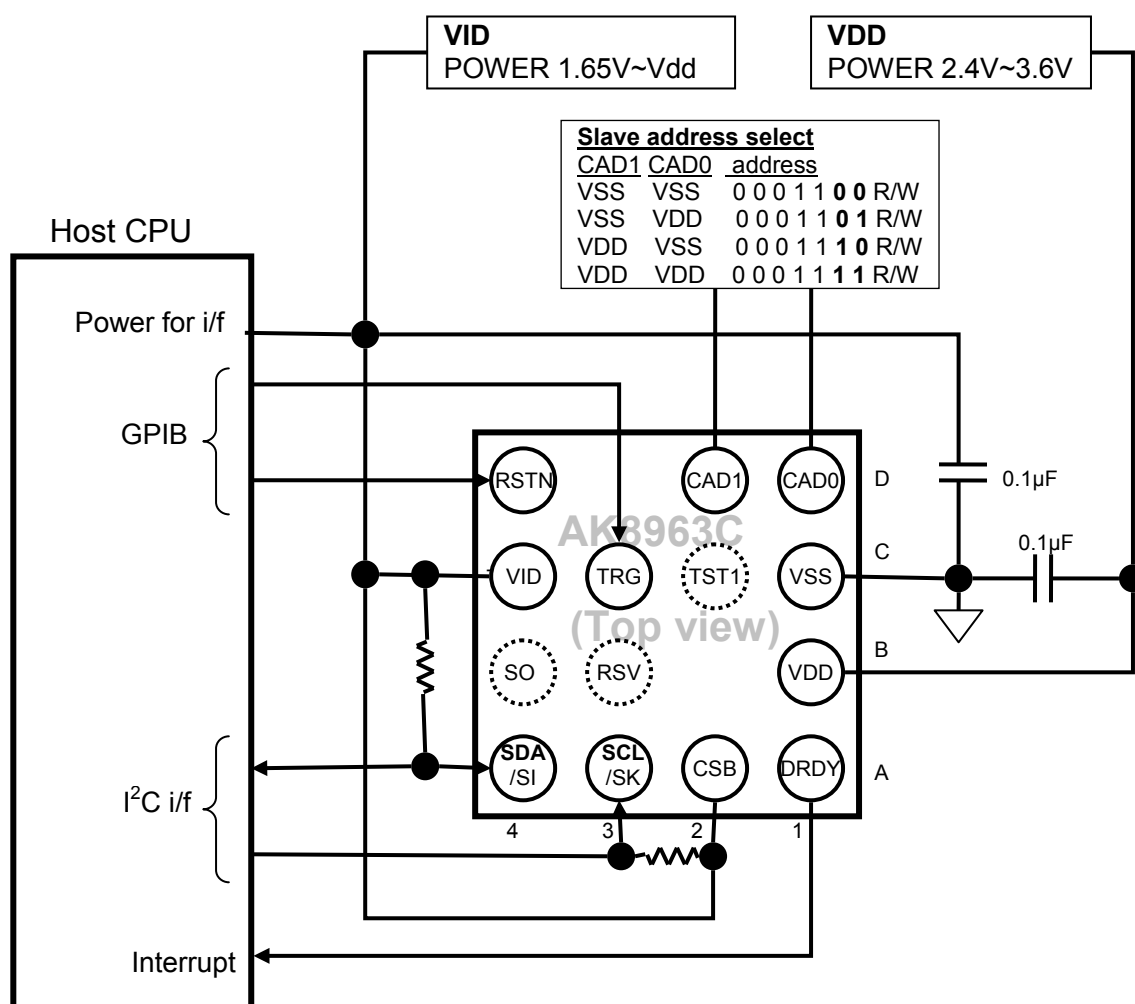 VID
POWER 1.65V~Vdd
VDD
POWER 2.4V~3.6V
Slave address select
CAD1 CAD0 address
VSS VSS 0 0 0 1 1 0 0 R/W
VSS VDD 0 0 0 1 1 0 1 R/W
VDD VSS 0 0 0 1 1 1 0 R/W
VDD VDD 0 0 0 1 1 1 1 R/W
Host CPU
Power for i/f
GPIB
I²C i/f
Interrupt
RSTN
CAD1
CAD0
D
AK8963C
VID
TRG
TST1
VSS
C
(Top view)
SO
RSV
VDD
B
SDA
/SI
SCL
/SK
CSB
DRDY
A
4 3 2 1
0.1µF
0.1µF